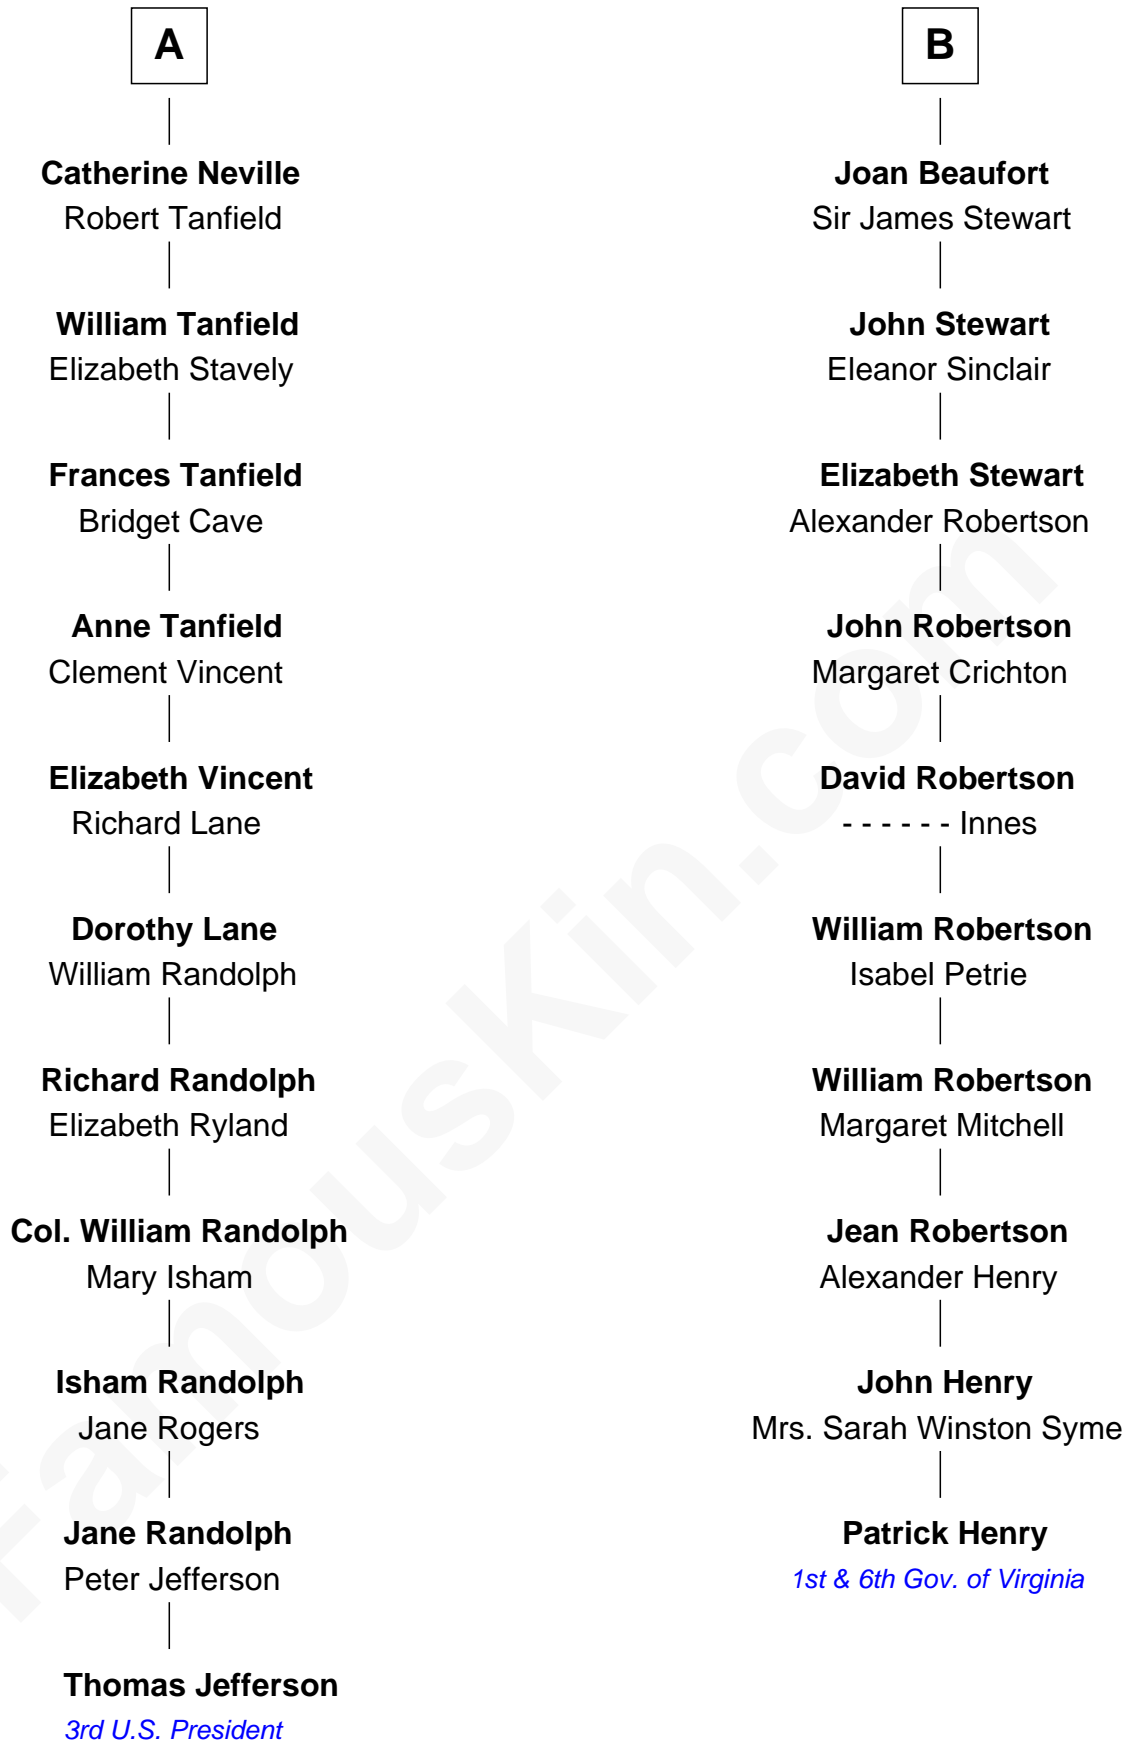 A
Catherine Neville
Robert Tanfield
William Tanfield
Elizabeth Stavely
Frances Tanfield
Bridget Cave
Anne Tanfield
Clement Vincent
Elizabeth Vincent
Richard Lane
Dorothy Lane
William Randolph
Richard Randolph
Elizabeth Ryland
Col. William Randolph
Mary Isham
Isham Randolph
Jane Rogers
Jane Randolph
Peter Jefferson
Thomas Jefferson
3rd U.S. President
B
Joan Beaufort
Sir James Stewart
John Stewart
Eleanor Sinclair
Elizabeth Stewart
Alexander Robertson
John Robertson
Margaret Crichton
David Robertson
- - - - - - Innes
William Robertson
Isabel Petrie
William Robertson
Margaret Mitchell
Jean Robertson
Alexander Henry
John Henry
Mrs. Sarah Winston Syme
Patrick Henry
1st & 6th Gov. of Virginia
FamousKin.com